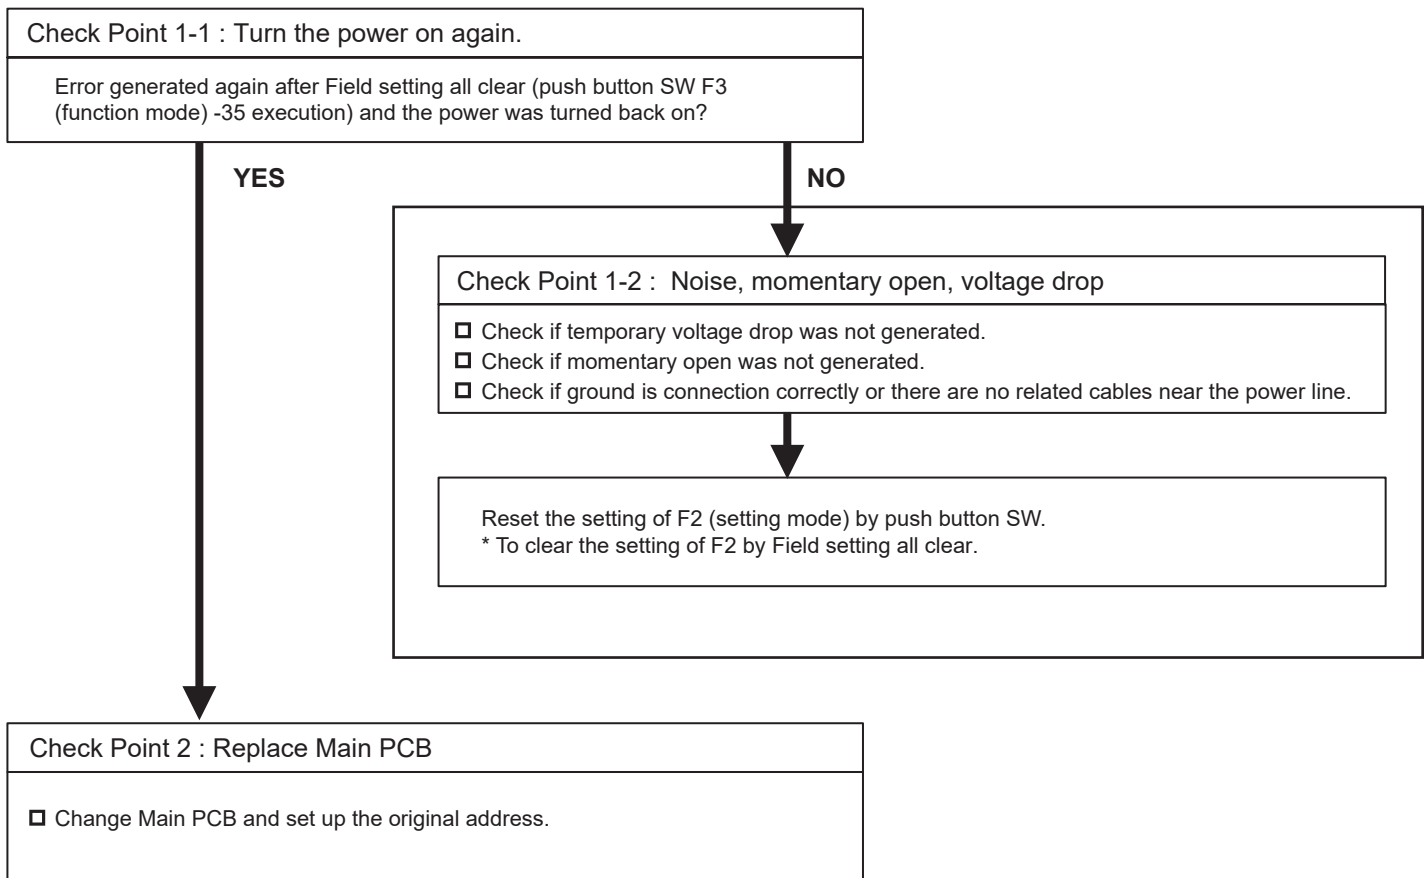 Check Point 1-1 : Turn the power on again.
Error generated again after Field setting all clear (push button SW F3
(function mode) -35 execution) and the power was turned back on?
YES
NO
Check Point 1-2 :  Noise, momentary open, voltage drop
Check if temporary voltage drop was not generated.
Check if momentary open was not generated.
Check if ground is connection correctly or there are no related cables near the power line.
Reset the setting of F2 (setting mode) by push button SW.
* To clear the setting of F2 by Field setting all clear.
Check Point 2 : Replace Main PCB
Change Main PCB and set up the original address.